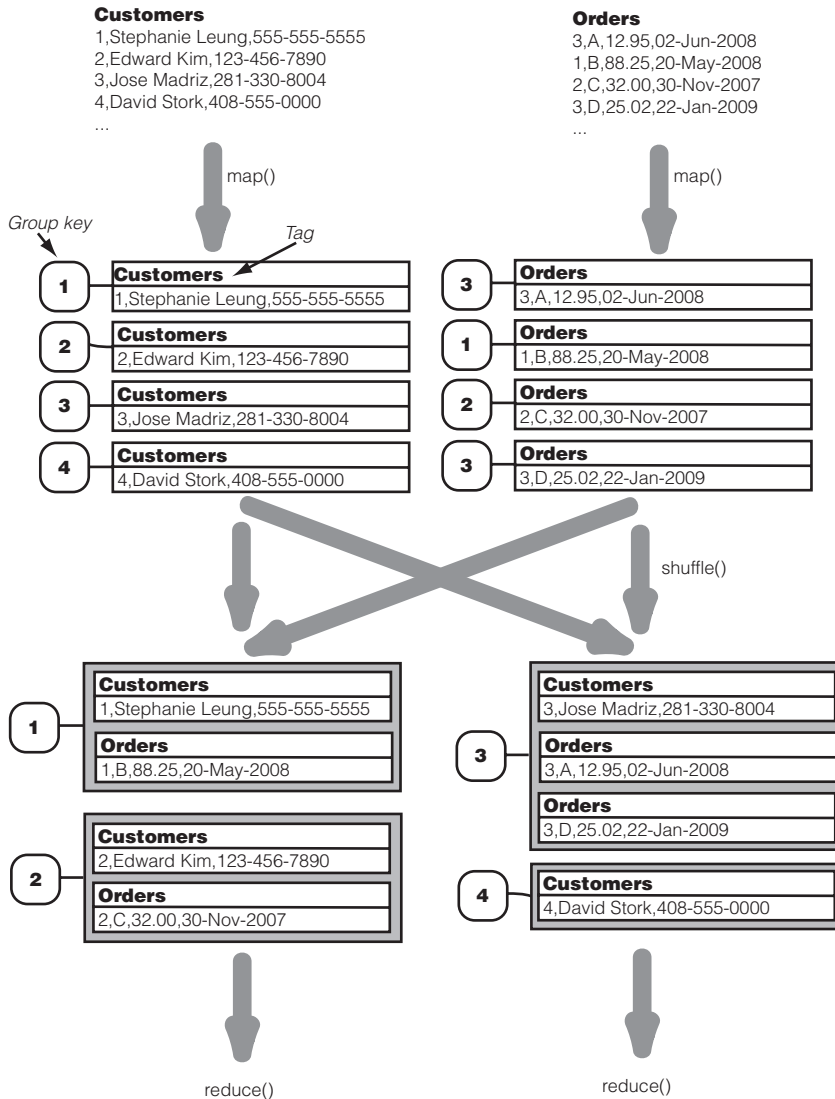 Customers
1,Stephanie Leung,555-555-5555
2,Edward Kim,123-456-7890
3,Jose Madriz,281-330-8004
4,David Stork,408-555-0000
...
Orders
3,A,12.95,02-Jun-2008
1,B,88.25,20-May-2008
2,C,32.00,30-Nov-2007
3,D,25.02,22-Jan-2009
...
map()
map()
Group key
Tag
1
Customers
1,Stephanie Leung,555-555-5555
2
Customers
2,Edward Kim,123-456-7890
3
Customers
3,Jose Madriz,281-330-8004
4
Customers
4,David Stork,408-555-0000
3
Orders
3,A,12.95,02-Jun-2008
1
Orders
1,B,88.25,20-May-2008
2
Orders
2,C,32.00,30-Nov-2007
3
Orders
3,D,25.02,22-Jan-2009
shuffle()
1
Customers
1,Stephanie Leung,555-555-5555
Orders
1,B,88.25,20-May-2008
2
Customers
2,Edward Kim,123-456-7890
Orders
2,C,32.00,30-Nov-2007
3
Customers
3,Jose Madriz,281-330-8004
Orders
3,A,12.95,02-Jun-2008
Orders
3,D,25.02,22-Jan-2009
4
Customers
4,David Stork,408-555-0000
reduce()
reduce()